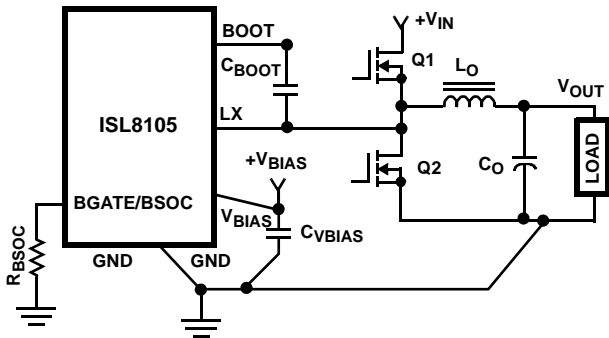 +VIN
BOOT
Q1
CBOOT
LO
VOUT
ISL8105
LX
+VBIAS
Q2
CO
LOAD
BGATE/BSOC
VBIAS
CVBIAS
RBSOC
GND
GND